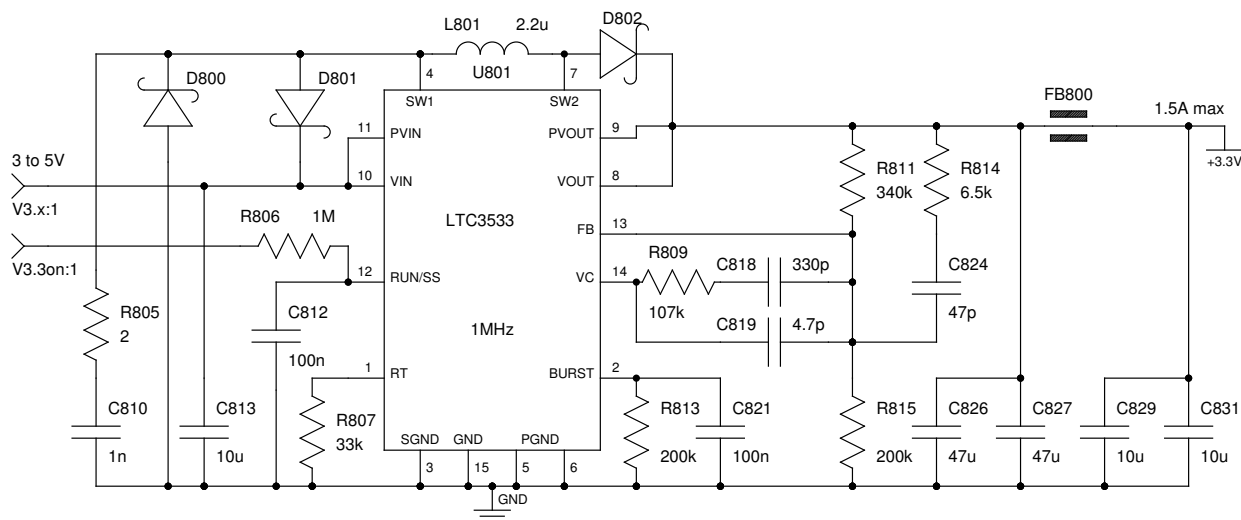 L801 2.2u D802
D800 D801 4 U801 7
SW1 SW2
FB800 1.5A max
11 PVIN PVOUT 9
+3.3V
3 to 5V
R811 R814
340k 6.5k
10 VIN VOUT 8
V3.x:1
R806 1M LTC3533
FB 13
V3.3on:1
R809
12 RUN/SS VC 14 C818 330p C824
R805 C812 107k
2 1MHz C819 4.7p 47p
100n
1 RT BURST 2
C810 C813 R807 R813 C821 R815 C826 C827 C829 C831
33k SGND GND PGND
1n 10u 200k 100n 200k 47u 47u 10u 10u
3 15 5 6
GND